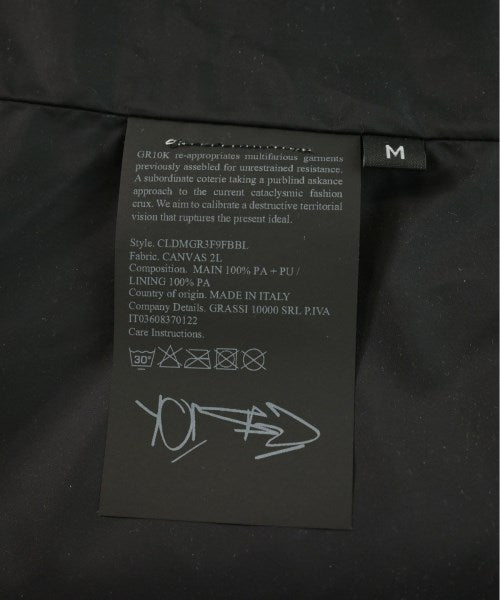 M
GR10K re-appropriates multifarious garments
previously assebled for unrestrained resistance.
A subordinate coterie taking a purblind askance
approach to the current cataclysmic fashion
crux. We aim to calibrate a destructive territorial
vision that ruptures the present ideal.
Style. CLDMGR3F9FBBL
Fabric. CANVAS 2L
Composition. MAIN 100% PA + PU /
LINING 100% PA
Country of origin. MADE IN ITALY
Company Details. GRASSI 10000 SRL P.IVA
IT03608370122
Care Instructions.
30°